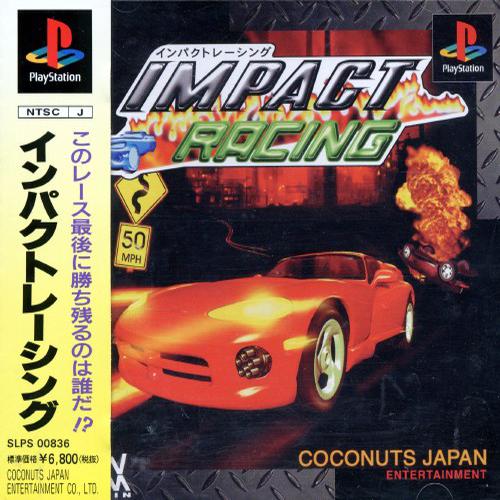 PlayStation
NTSC J
このレース最後に勝ち残るのは誰だ!?
インパクトレーシング
SLPS 00836
標準価格 ¥6,800(税抜)
COCONUTS JAPAN
ENTERTAINMENT CO., LTD.
インパクトレーシング
IMPACT
RACING
PlayStation
50
MPH
COCONUTS JAPAN
ENTERTAINMENT